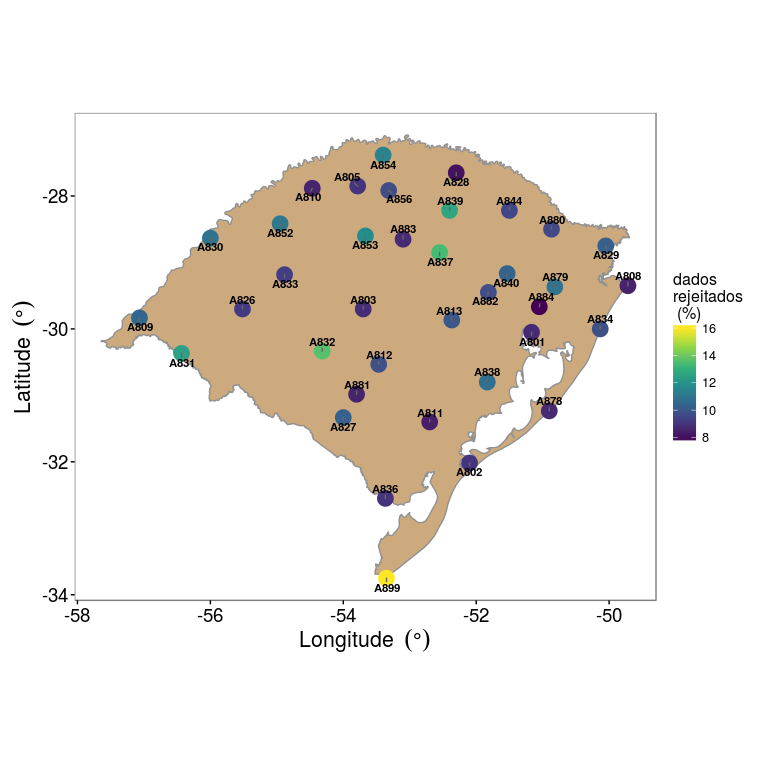 A854
A805
A828
A810
A856
A839
A844
A880
A830
A852
A853
A883
A829
A837
A833
A840
A879
A808
A826
A803
A882
A884
A809
A813
A834
A801
A832
A831
A812
A838
A881
A878
A827
A811
A802
A836
A899
-28
-30
-32
-34
-58
-56
-54
-52
-50
Latitude (°)
Longitude (°)
dados
rejeitados
(%)
16
14
12
10
8